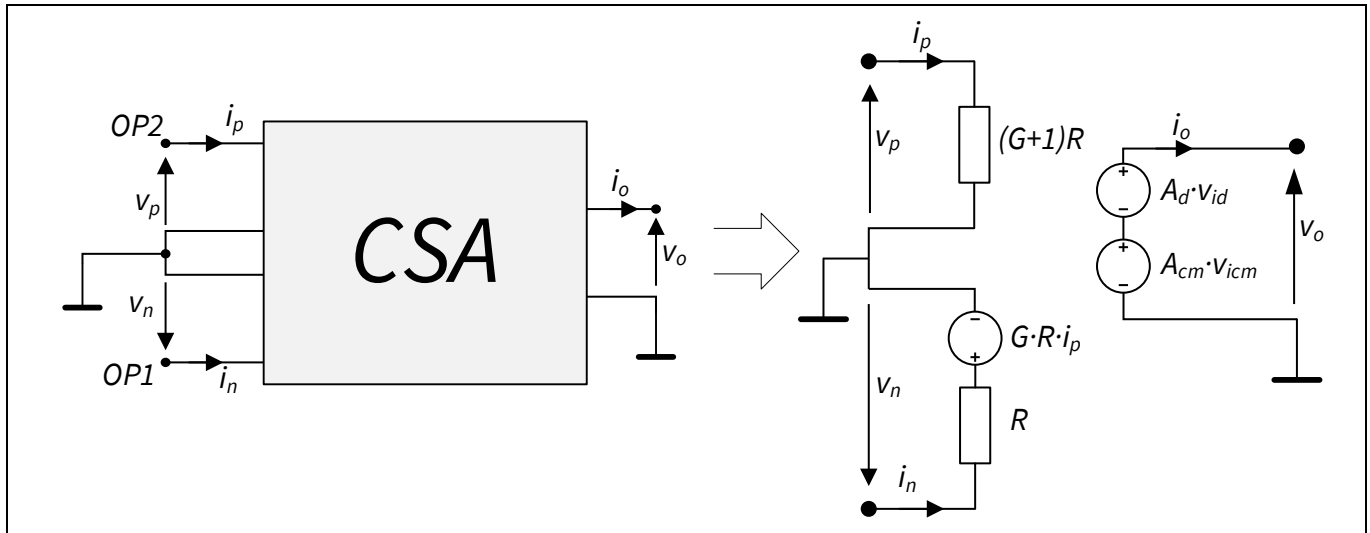 OP2
i_p
v_p
v_n
OP1
i_n
CSA
i_o
v_o
i_p
v_p
(G+1)R
v_n
−
+
G·R·i_p
R
i_n
+
−
A_d·v_id
+
−
A_cm·v_icm
i_o
v_o